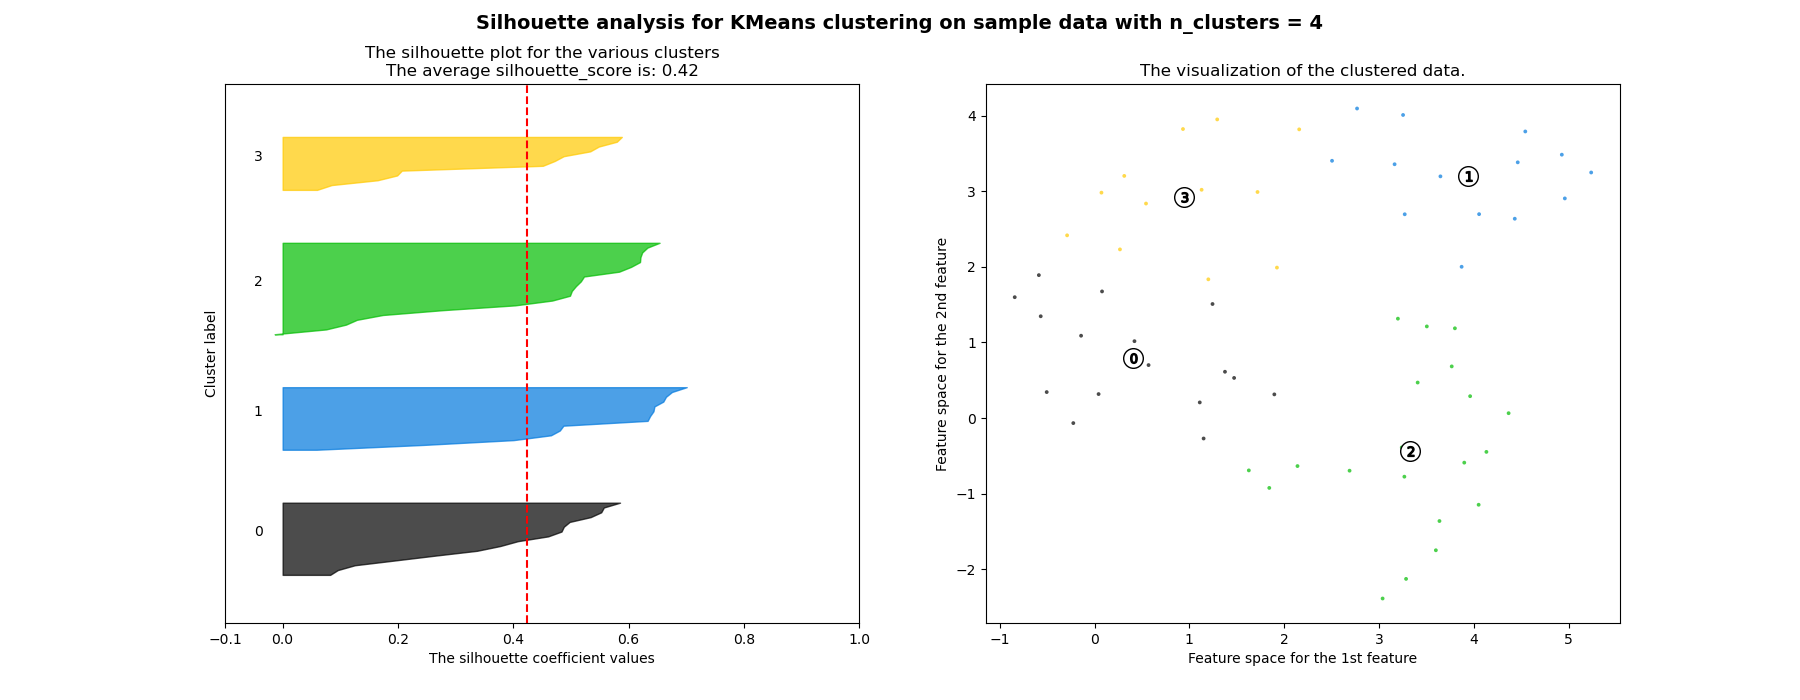 Silhouette analysis for KMeans clustering on sample data with n_clusters = 4
The silhouette plot for the various clusters
The average silhouette_score is: 0.42
Cluster label
3
2
1
0
−0.1 0.0 0.2 0.4 0.6 0.8 1.0
The silhouette coefficient values
The visualization of the clustered data.
Feature space for the 2nd feature
4
3
2
1
0
−1
−2
1
3
0
2
−1 0 1 2 3 4 5
Feature space for the 1st feature